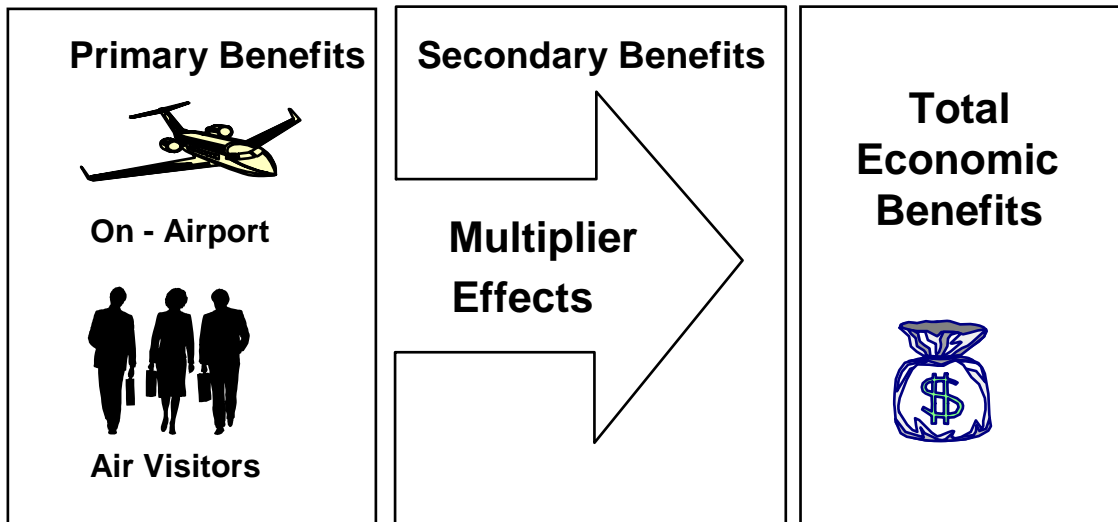 Primary Benefits
On - Airport
Air Visitors
Secondary Benefits
Multiplier
Effects
Total
Economic
Benefits
$